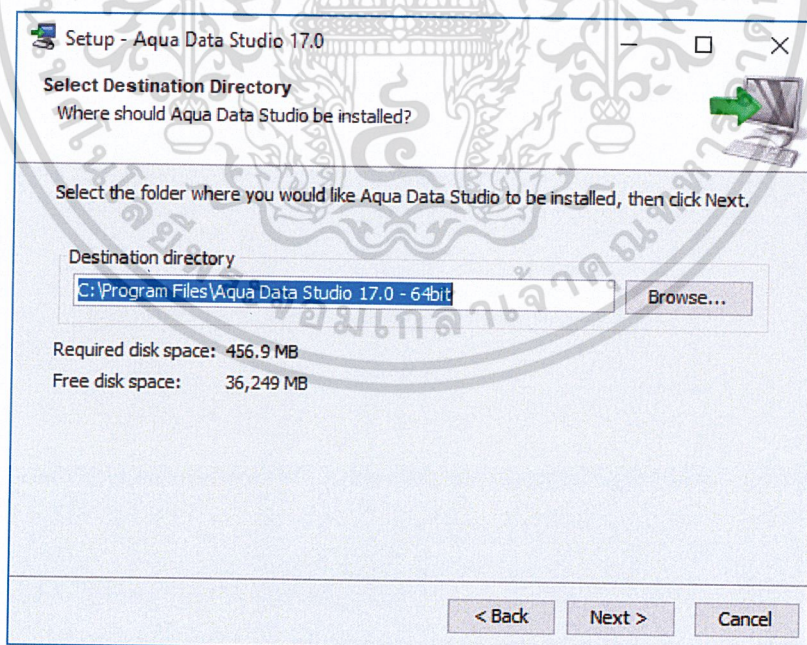 Setup - Aqua Data Studio 17.0
Select Destination Directory
Where should Aqua Data Studio be installed?
Select the folder where you would like Aqua Data Studio to be installed, then click Next.
Destination directory
C:\Program Files\Aqua Data Studio 17.0 - 64bit
Browse...
Required disk space: 456.9 MB
Free disk space: 36,249 MB
< Back
Next >
Cancel